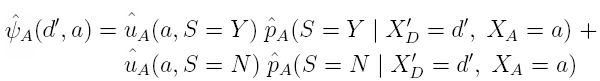 ψ̂_A(d′, a) = û_A(a, S = Y) p̂_A(S = Y | X′_D = d′, X_A = a) +
û_A(a, S = N) p̂_A(S = N | X′_D = d′, X_A = a)